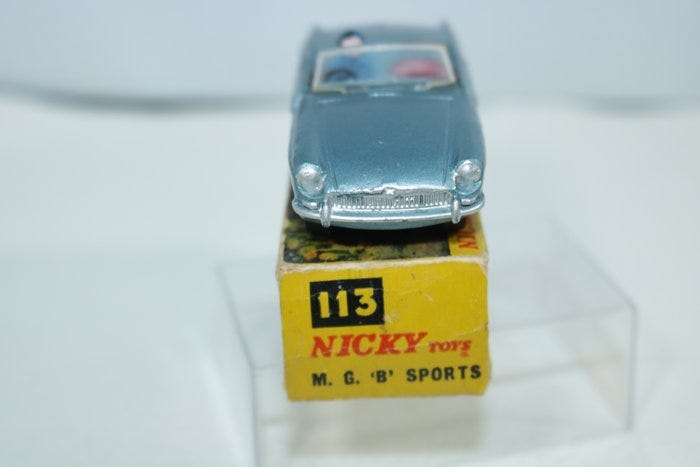 113
NICKY TOYS
M. G. 'B' SPORTS